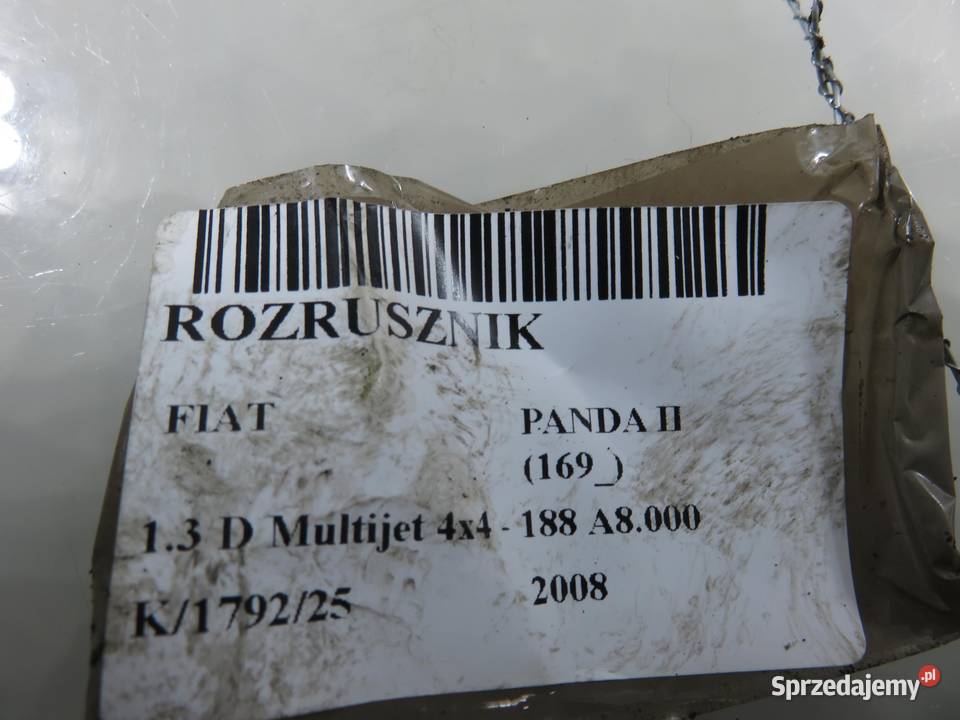 ROZRUSZNIK
FIAT PANDA II
(169_)
1.3 D Multijet 4x4 - 188 A8.000
K/1792/25 2008
Sprzedajemy.pl